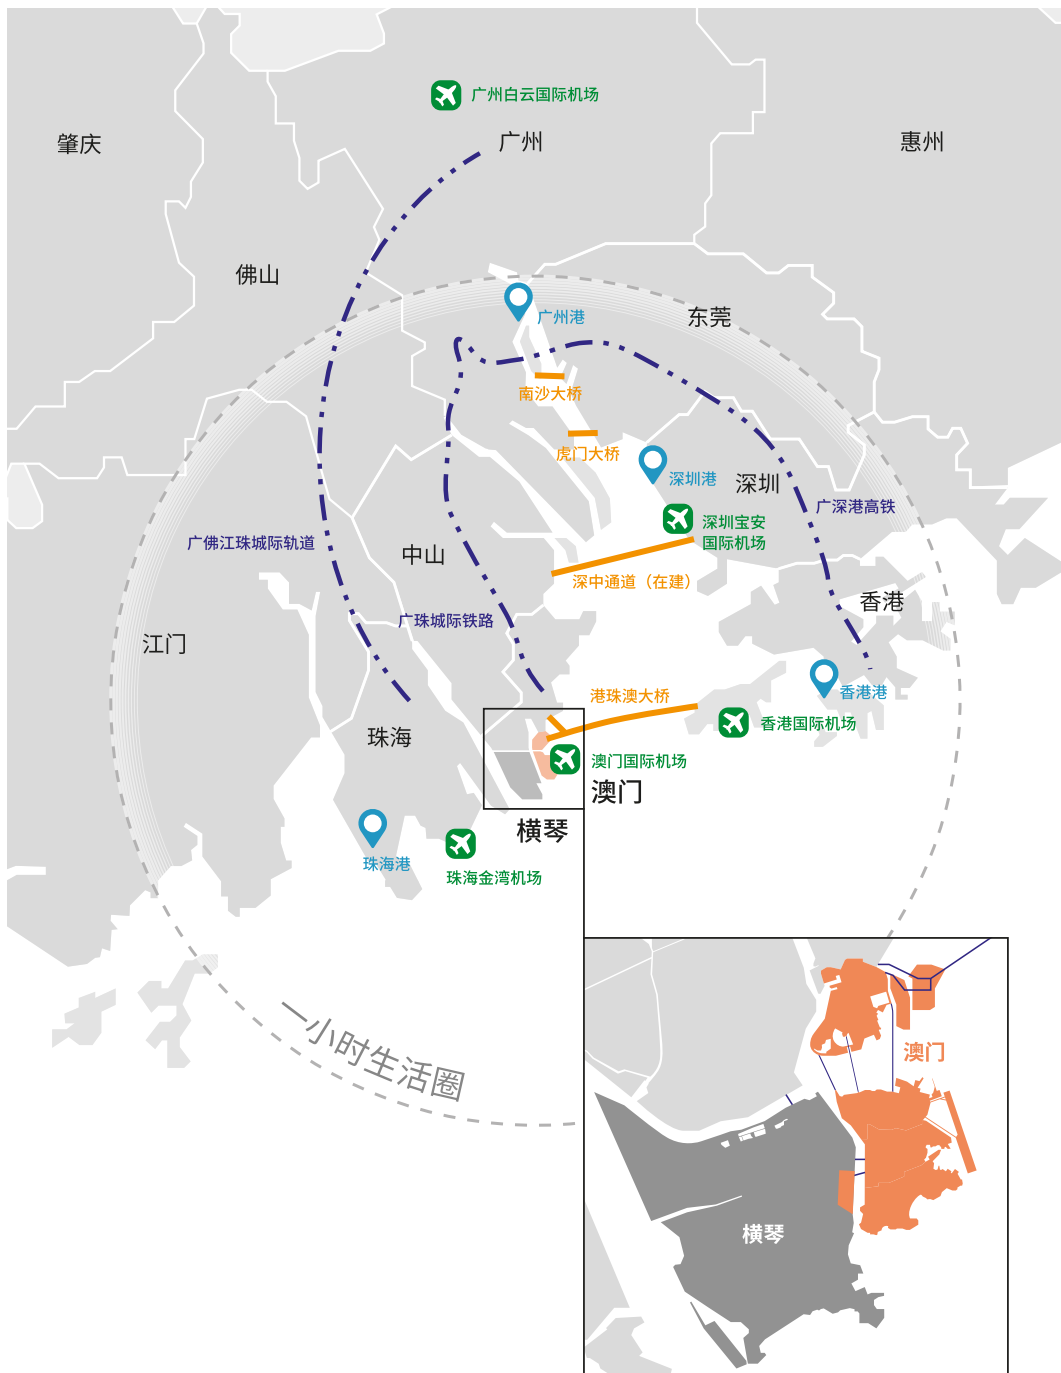 广州白云国际机场
肇庆
广州
惠州
佛山
广州港
东莞
南沙大桥
虎门大桥
深圳港
深圳
广深港高铁
深圳宝安
国际机场
广佛江珠城际轨道
中山
深中通道（在建）
香港
广珠城际铁路
江门
香港港
港珠澳大桥
香港国际机场
珠海
澳门国际机场
澳门
横琴
珠海港
珠海金湾机场
一小时生活圈
澳门
横琴